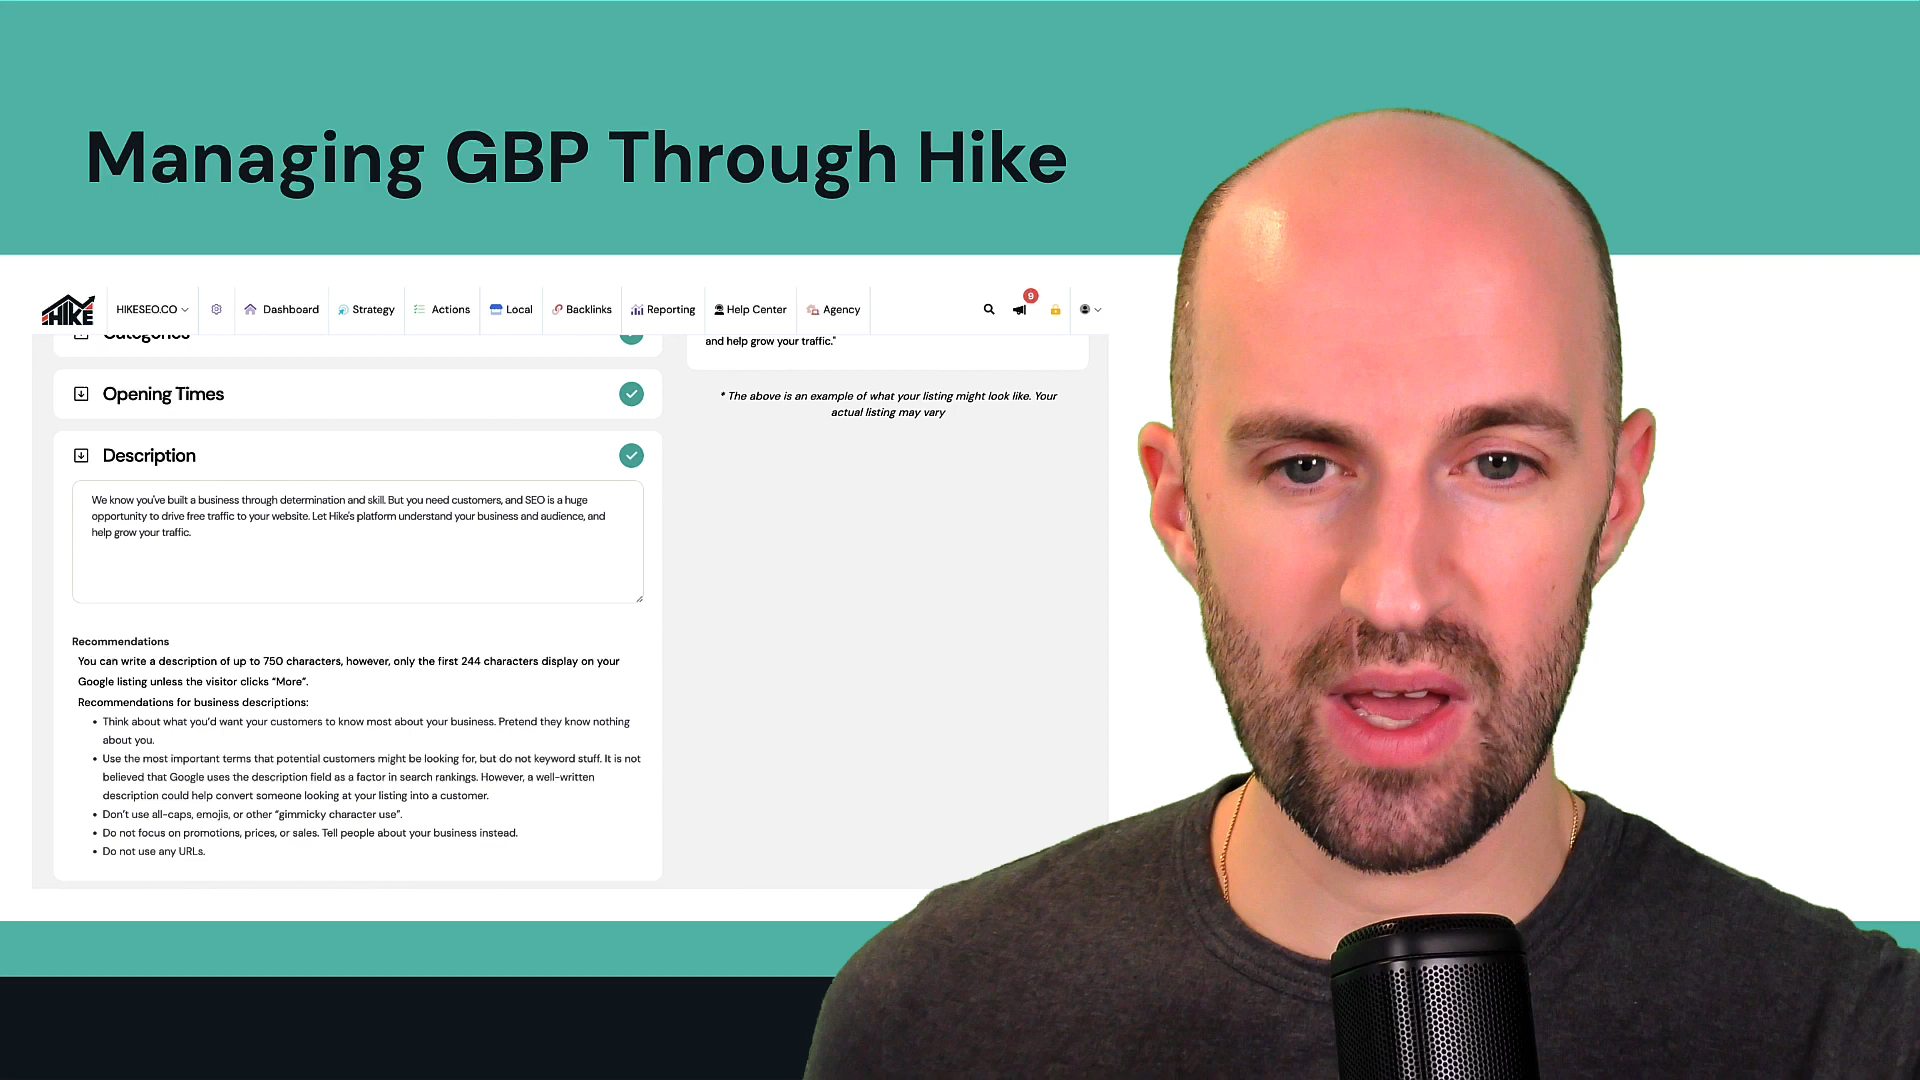 Managing GBP Through Hike
HIKE
HIKESEO.CO
Dashboard
Strategy
Actions
Local
Backlinks
Reporting
Help Center
Agency
9
Categories
Opening Times
Description
We know you've built a business through determination and skill. But you need customers, and SEO is a huge
opportunity to drive free traffic to your website. Let Hike's platform understand your business and audience, and
help grow your traffic.
Recommendations
You can write a description of up to 750 characters, however, only the first 244 characters display on your
Google listing unless the visitor clicks “More”.
Recommendations for business descriptions:
• Think about what you’d want your customers to know most about your business. Pretend they know nothing
about you.
• Use the most important terms that potential customers might be looking for, but do not keyword stuff. It is not
believed that Google uses the description field as a factor in search rankings. However, a well-written
description could help convert someone looking at your listing into a customer.
• Don’t use all-caps, emojis, or other “gimmicky character use”.
• Do not focus on promotions, prices, or sales. Tell people about your business instead.
• Do not use any URLs.
and help grow your traffic."
* The above is an example of what your listing might look like. Your
actual listing may vary